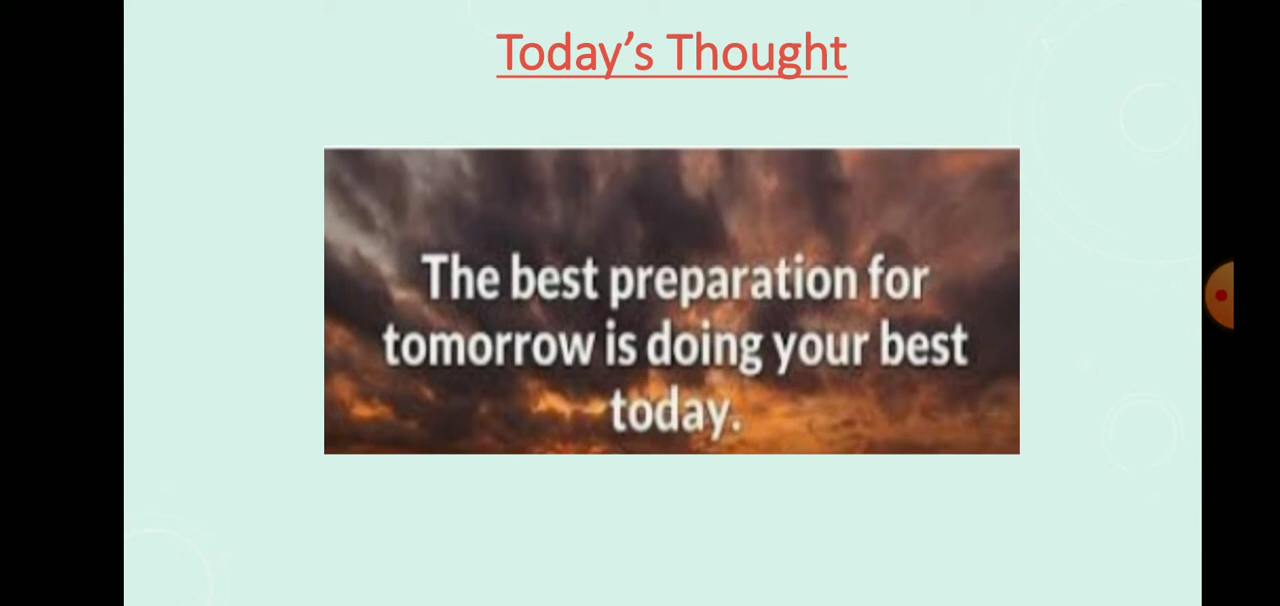 Today’s Thought
The best preparation for
tomorrow is doing your best
today.